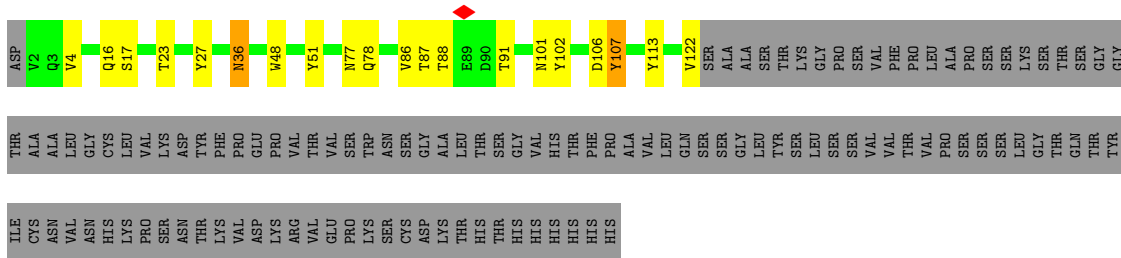 ASP V2 Q3 V4 Q16 S17 T23 Y27 N36 W48 Y51 N77 Q78 V86 T87 T88 E89 D90 T91 N101 Y102 D106 Y107 Y113 V122 SER ALA ALA SER THR LYS GLY PRO SER VAL PHE PRO LEU ALA PRO SER SER LYS SER THR SER GLY GLY
THR ALA ALA LEU GLY CYS LEU VAL LYS ASP TYR PHE PRO GLU PRO VAL THR VAL SER TRP ASN SER GLY ALA LEU THR SER GLY VAL HIS THR PHE PRO ALA VAL LEU GLN SER SER GLY LEU TYR SER LEU SER SER VAL VAL THR VAL PRO SER SER SER LEU GLY THR GLN THR TYR
ILE CYS ASN VAL ASN HIS LYS PRO SER ASN THR LYS VAL ASP LYS ARG VAL GLU PRO LYS SER CYS ASP LYS THR HIS THR HIS HIS HIS HIS HIS HIS